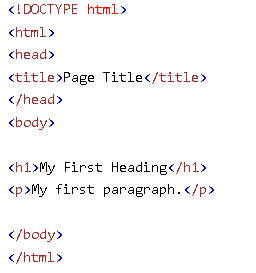 <!DOCTYPE html>
<html>
<head>
<title>Page Title</title>
</head>
<body>
<h1>My First Heading</h1>
<p>My first paragraph.</p>
</body>
</html>